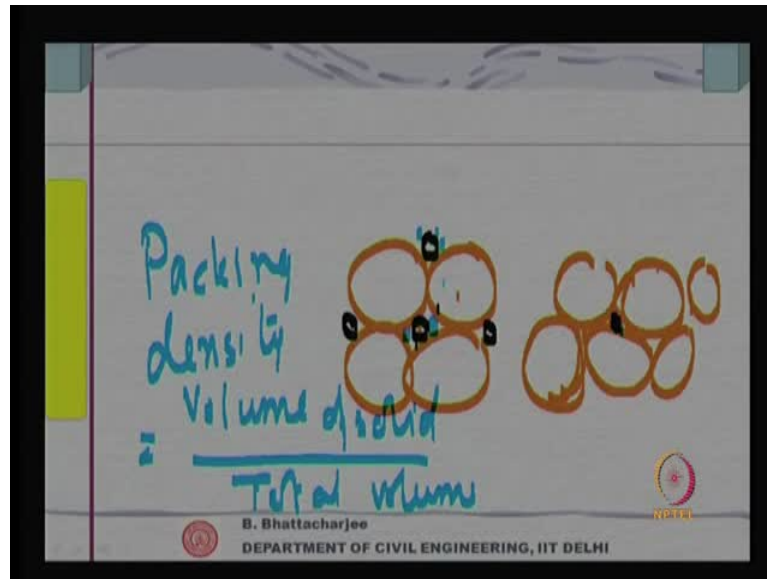 Packing
density
= Volume of solid
Total volume
NPTEL
B. Bhattacharjee
DEPARTMENT OF CIVIL ENGINEERING, IIT DELHI